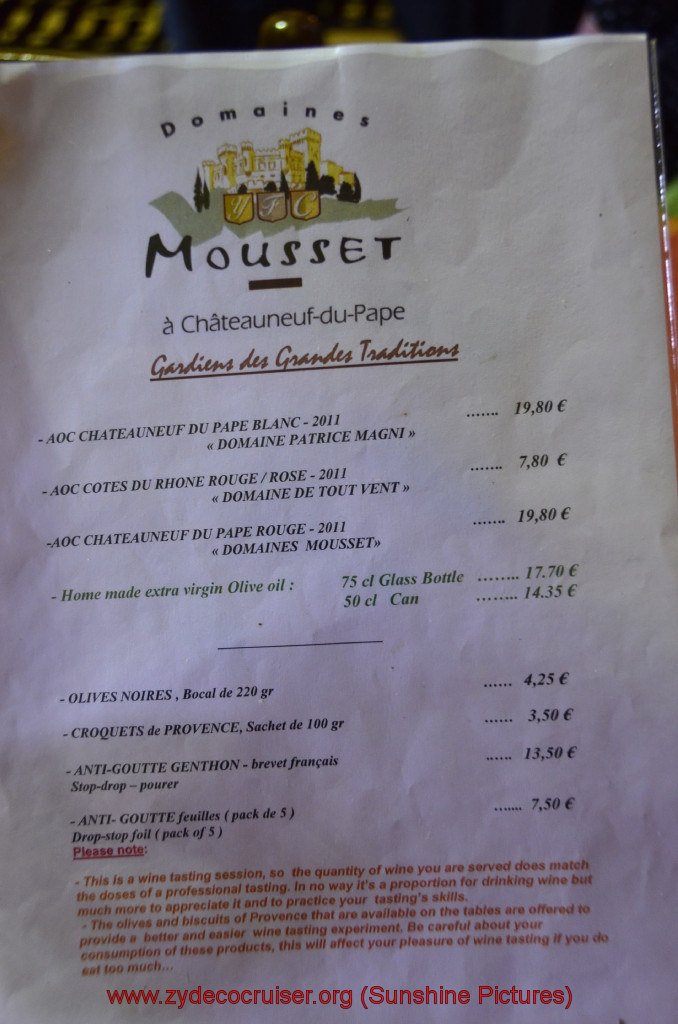 Domaines
Y F C
MOUSSET
à Châteauneuf-du-Pape
Gardiens des Grandes Traditions
- AOC CHATEAUNEUF DU PAPE BLANC - 2011 ....... 19,80 €
« DOMAINE PATRICE MAGNI »
- AOC COTES DU RHONE ROUGE / ROSE - 2011 ....... 7,80 €
« DOMAINE DE TOUT VENT »
-AOC CHATEAUNEUF DU PAPE ROUGE - 2011 ....... 19,80 €
« DOMAINES MOUSSET»
- Home made extra virgin Olive oil : 75 cl Glass Bottle ........ 17.70 €
50 cl Can ........ 14.35 €
- OLIVES NOIRES , Bocal de 220 gr ...... 4,25 €
- CROQUETS de PROVENCE, Sachet de 100 gr ...... 3,50 €
- ANTI-GOUTTE GENTHON - brevet français ...... 13,50 €
Stop-drop – pourer
- ANTI- GOUTTE feuilles ( pack de 5 ) ....... 7,50 €
Drop-stop foil ( pack of 5 )
Please note:
- This is a wine tasting session, so the quantity of wine you are served does match
the doses of a professional tasting. In no way it's a proportion for drinking wine but
much more to appreciate it and to practice your tasting's skills.
- The olives and biscuits of Provence that are available on the tables are offered to
provide a better and easier wine tasting experiment. Be careful about your
consumption of these products, this will affect your pleasure of wine tasting if you do
eat too much...
www.zydecocruiser.org (Sunshine Pictures)